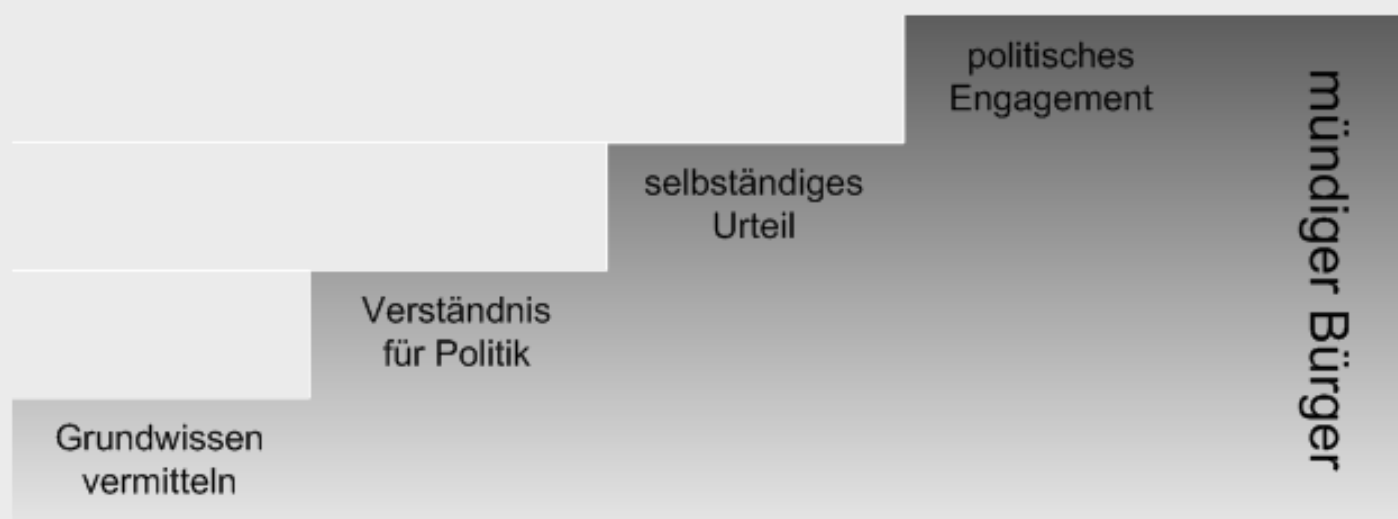 politisches
Engagement
selbständiges
Urteil
Verständnis
für Politik
Grundwissen
vermitteln
mündiger Bürger